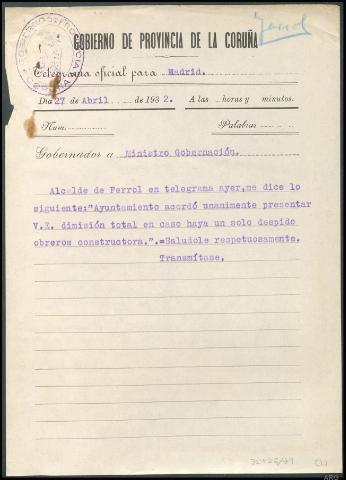 GOBIERNO DE PROVINCIA DE LA CORUÑA
Telegrama oficial para Madrid.
Día 27 de Abril de 1932. A las horas y minutos.
Núm. Palabras
Gobernador a Ministro Gobernación.
Alcalde de Ferrol en telegrama ayer, me dice lo
siguiente:"Ayuntamiento acordó unanimente presentar
V.E. dimisión total en caso haya un solo despido
obreros constructora.".=Saludole respetuosamente.
Transmítase,